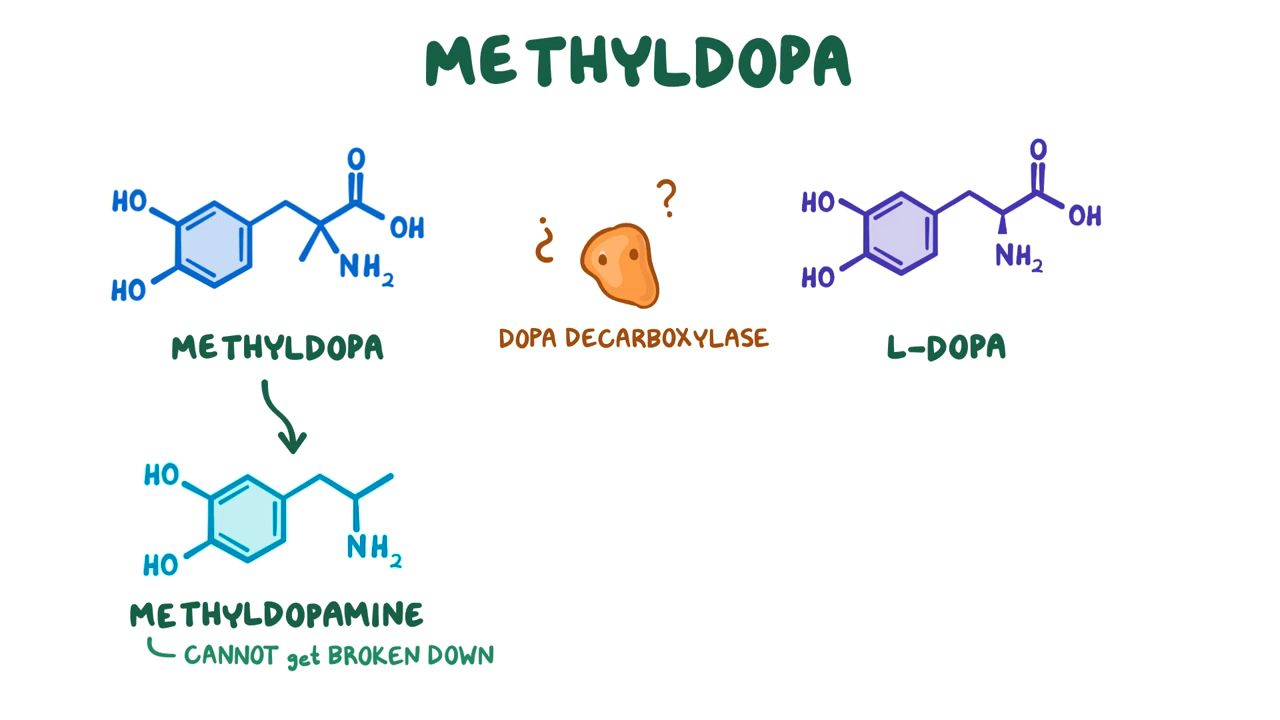 METHYLDOPA
HO
HO
O
OH
NH₂
METHYLDOPA
¿
?
DOPA DECARBOXYLASE
HO
HO
O
OH
NH₂
L-DOPA
HO
HO
NH₂
METHYLDOPAMINE
CANNOT get BROKEN DOWN